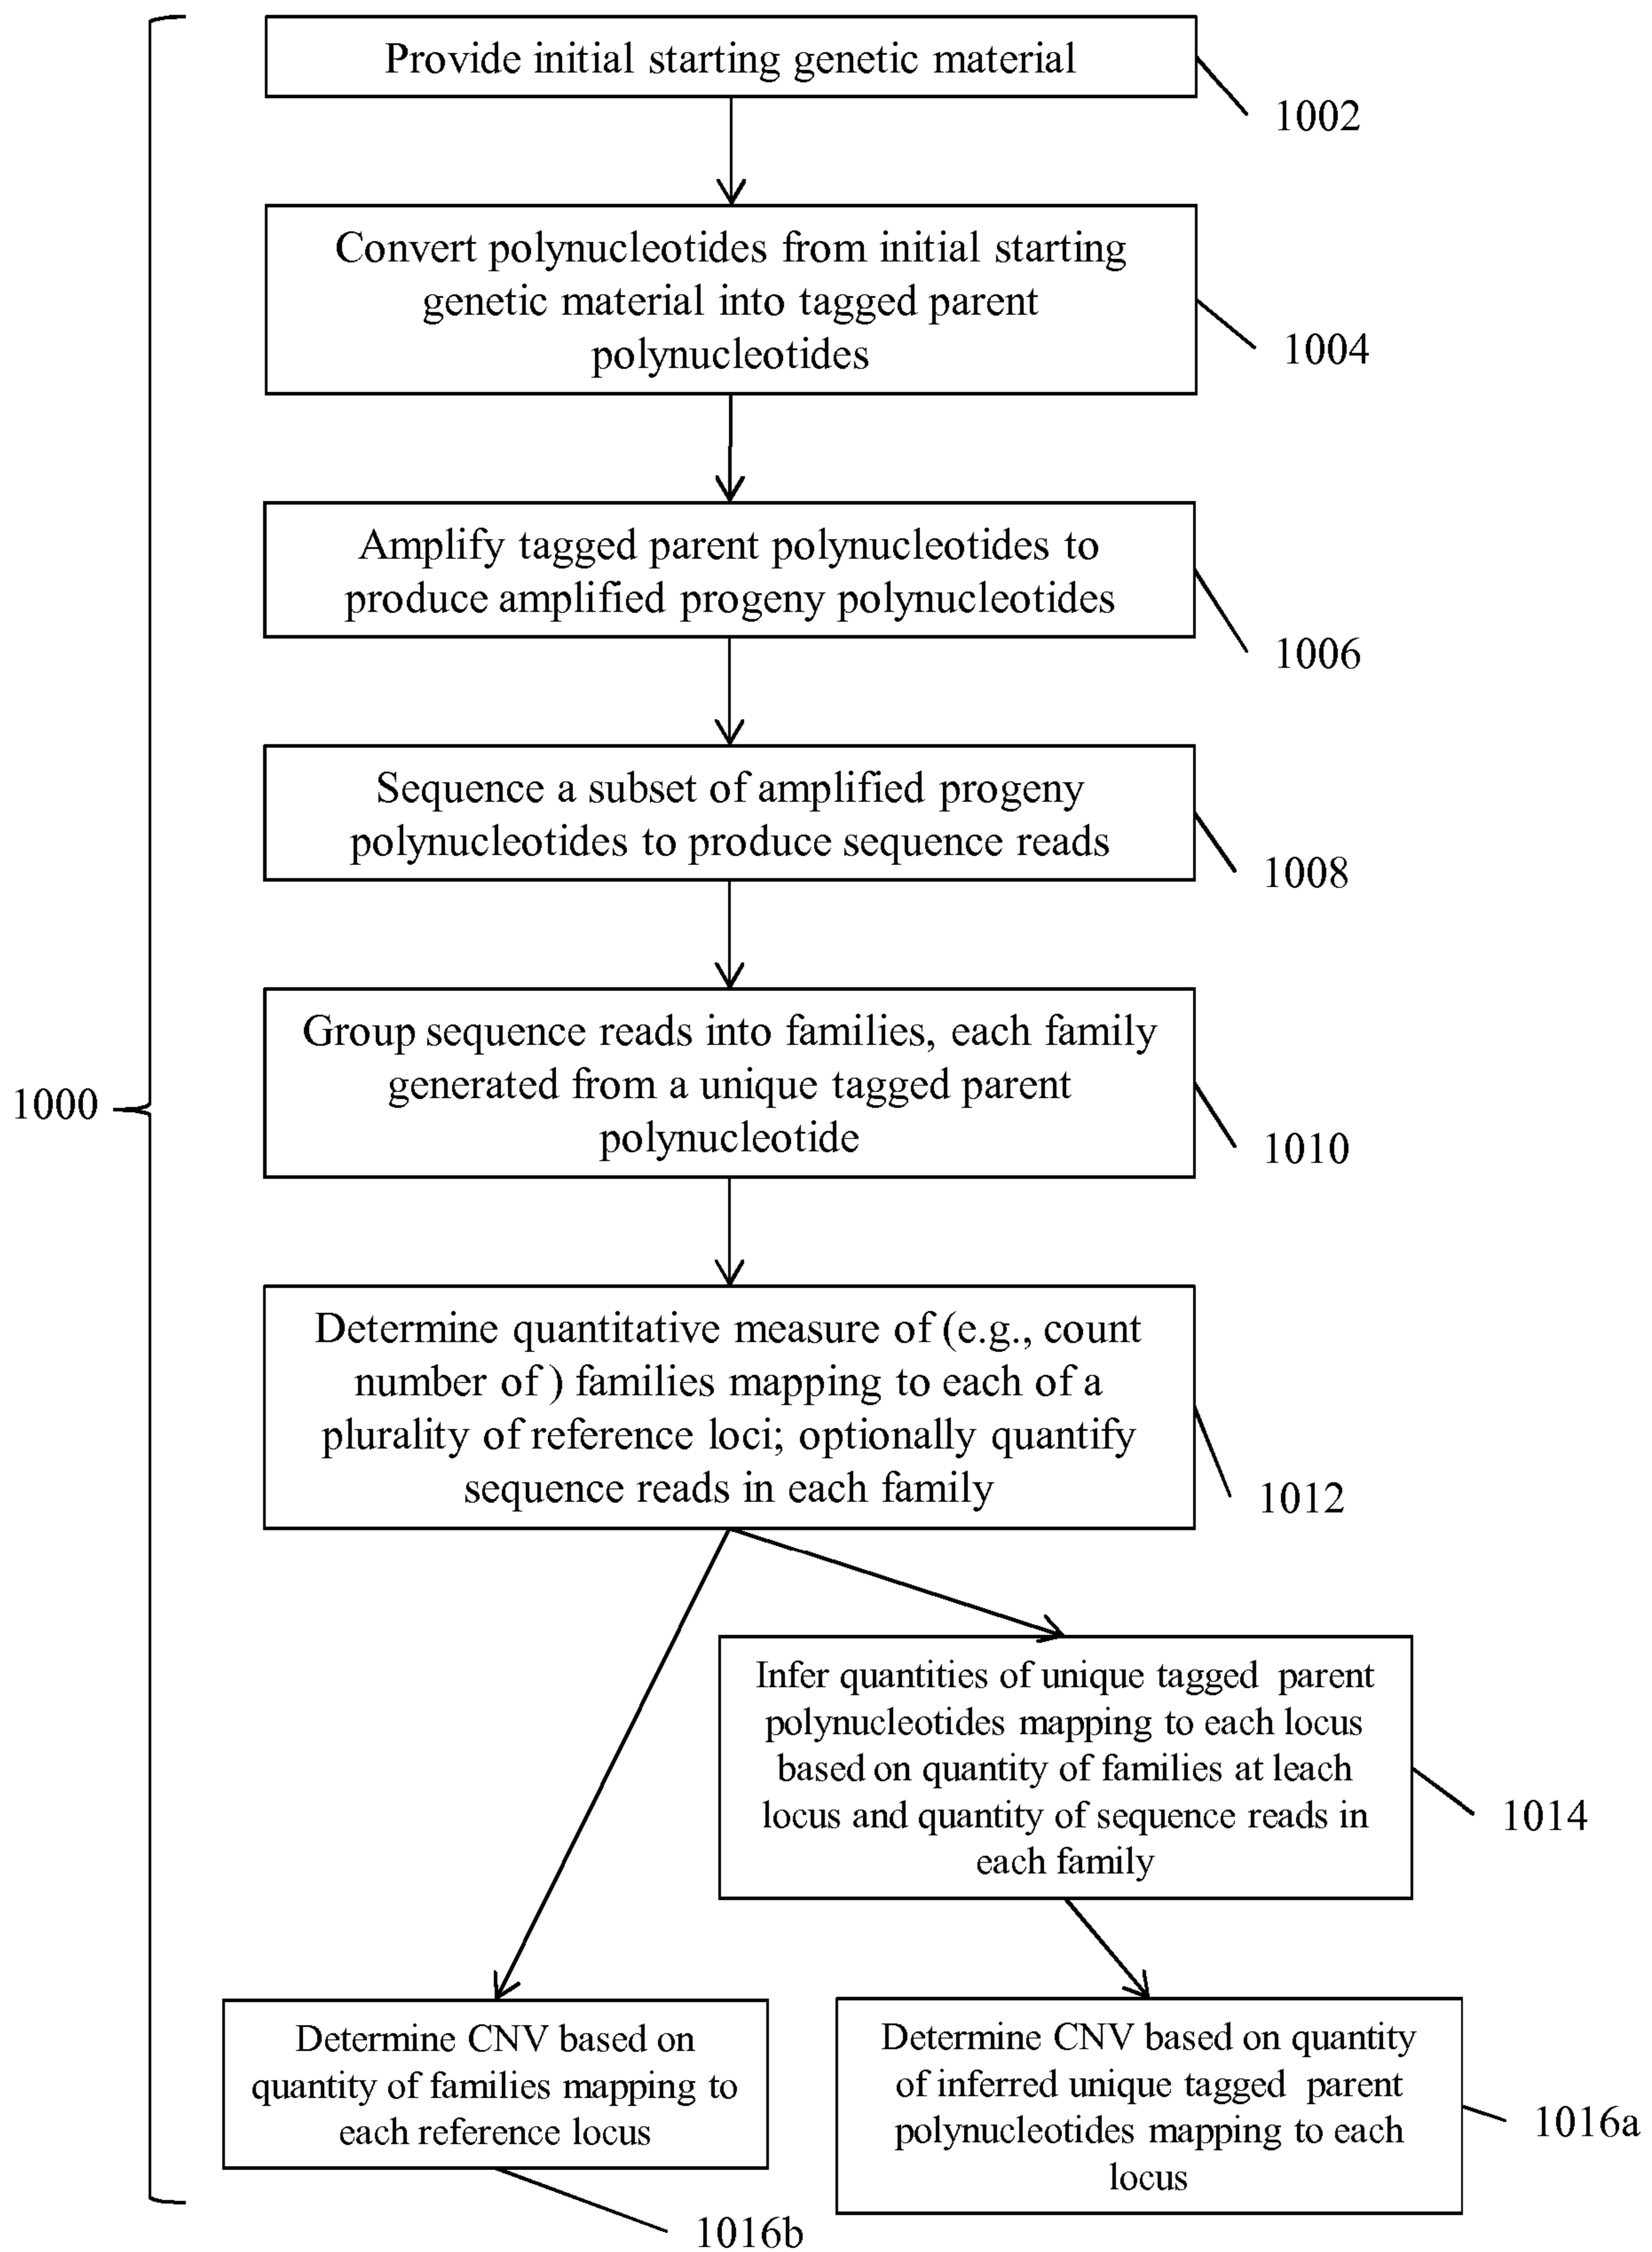 Provide initial starting genetic material
1002
Convert polynucleotides from initial starting
genetic material into tagged parent
polynucleotides
1004
Amplify tagged parent polynucleotides to
produce amplified progeny polynucleotides
1006
Sequence a subset of amplified progeny
polynucleotides to produce sequence reads
1008
Group sequence reads into families, each family
generated from a unique tagged parent
polynucleotide
1010
1000
Determine quantitative measure of (e.g., count
number of ) families mapping to each of a
plurality of reference loci; optionally quantify
sequence reads in each family
1012
Infer quantities of unique tagged parent
polynucleotides mapping to each locus
based on quantity of families at leach
locus and quantity of sequence reads in
each family
1014
Determine CNV based on
quantity of families mapping to
each reference locus
1016b
Determine CNV based on quantity
of inferred unique tagged parent
polynucleotides mapping to each
locus
1016a